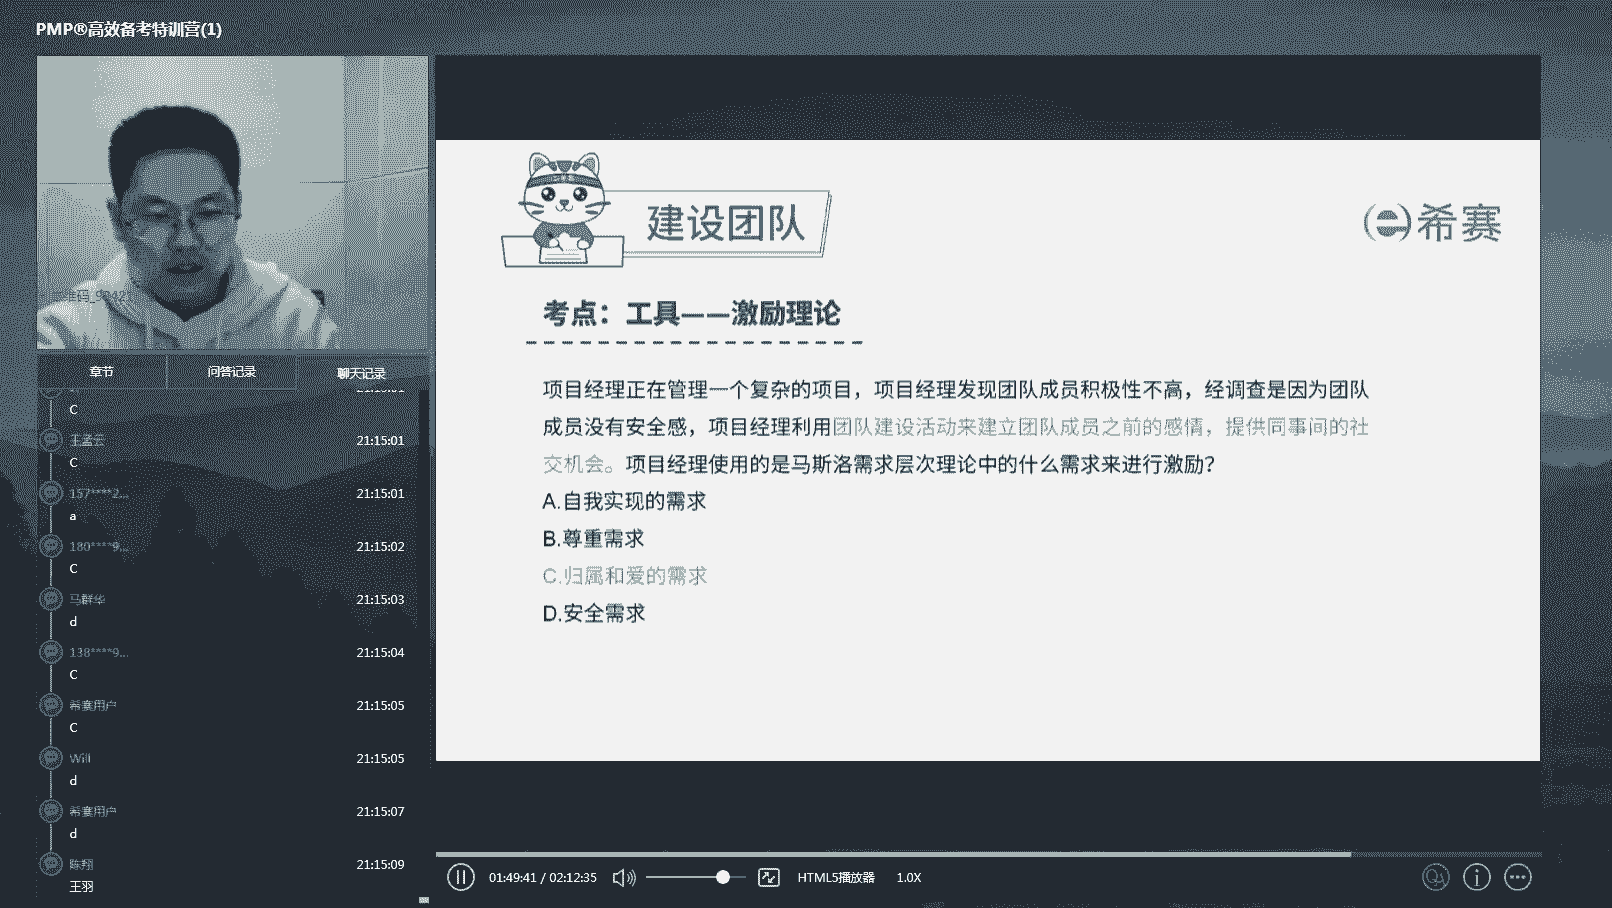 PMP®高效备考特训营(1)
章节
问答记录
聊天记录
C
王孟云
21:15:01
C
157****2...
21:15:01
a
180****9...
21:15:02
C
马群华
21:15:03
d
138****9...
21:15:04
C
希赛用户
21:15:05
C
Will
21:15:05
d
希赛用户
21:15:07
d
陈翔
21:15:09
王羽
建设团队
希赛
考点：工具——激励理论
项目经理正在管理一个复杂的项目，项目经理发现团队成员积极性不高，经调查是因为团队
成员没有安全感，项目经理利用团队建设活动来建立团队成员之前的感情，提供同事间的社
交机会。项目经理使用的是马斯洛需求层次理论中的什么需求来进行激励？
A.自我实现的需求
B.尊重需求
C.归属和爱的需求
D.安全需求
01:49:41 / 02:12:35
HTML5播放器
1.0X